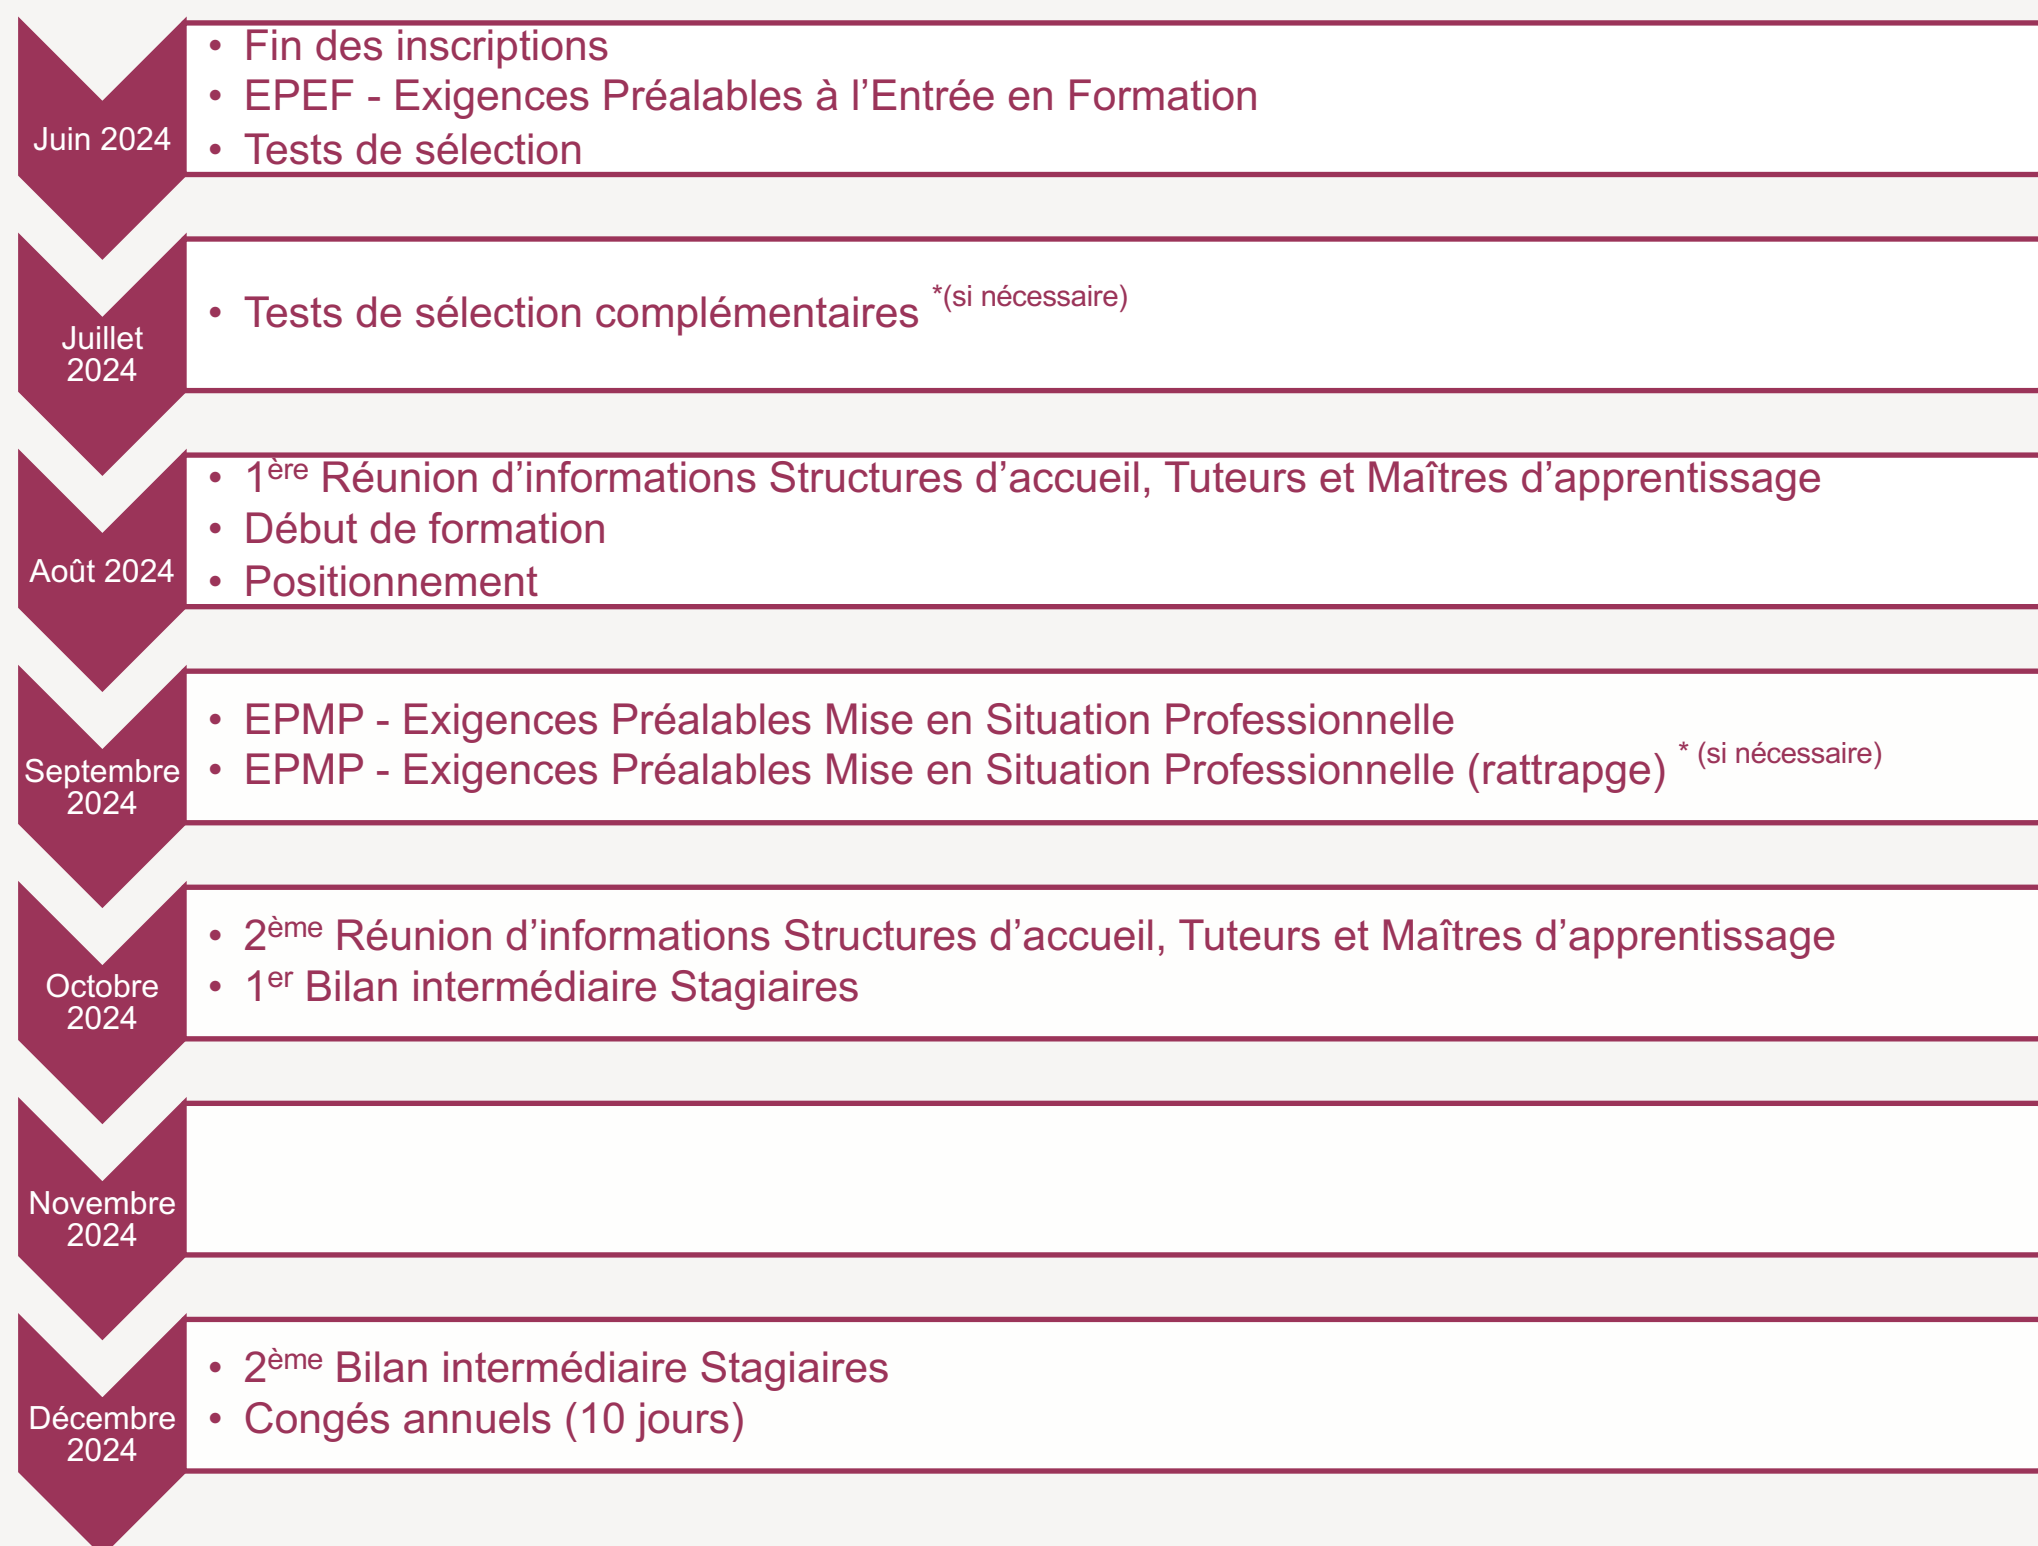 Juin 2024
• Fin des inscriptions
• EPEF - Exigences Préalables à l’Entrée en Formation
• Tests de sélection
Juillet
2024
• Tests de sélection complémentaires *(si nécessaire)
Août 2024
• 1ère Réunion d’informations Structures d’accueil, Tuteurs et Maîtres d’apprentissage
• Début de formation
• Positionnement
Septembre
2024
• EPMP - Exigences Préalables Mise en Situation Professionnelle
• EPMP - Exigences Préalables Mise en Situation Professionnelle (rattrapge) * (si nécessaire)
Octobre
2024
• 2ème Réunion d’informations Structures d’accueil, Tuteurs et Maîtres d’apprentissage
• 1er Bilan intermédiaire Stagiaires
Novembre
2024
Décembre
2024
• 2ème Bilan intermédiaire Stagiaires
• Congés annuels (10 jours)